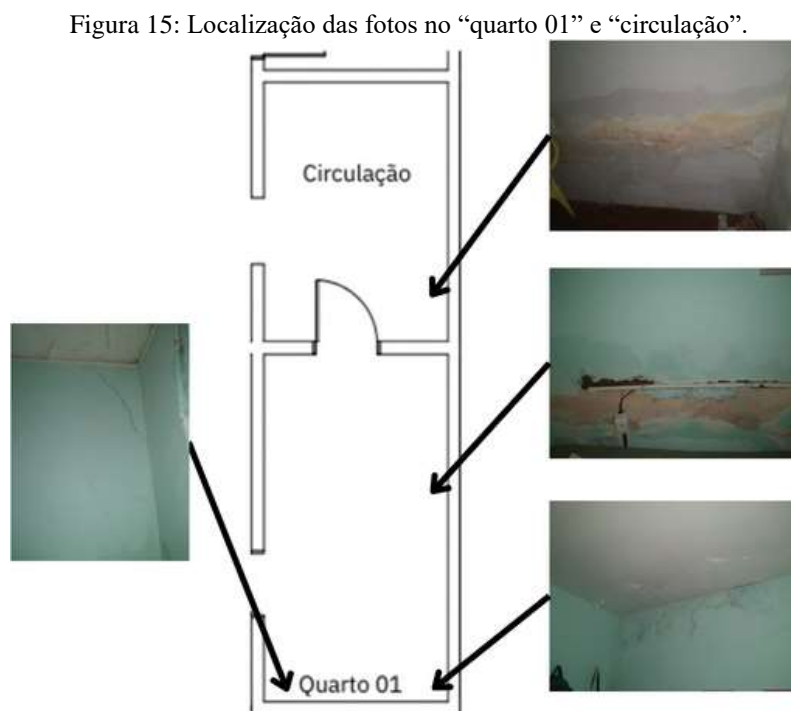 Figura 15: Localização das fotos no “quarto 01” e “circulação”.
Circulação
Quarto 01